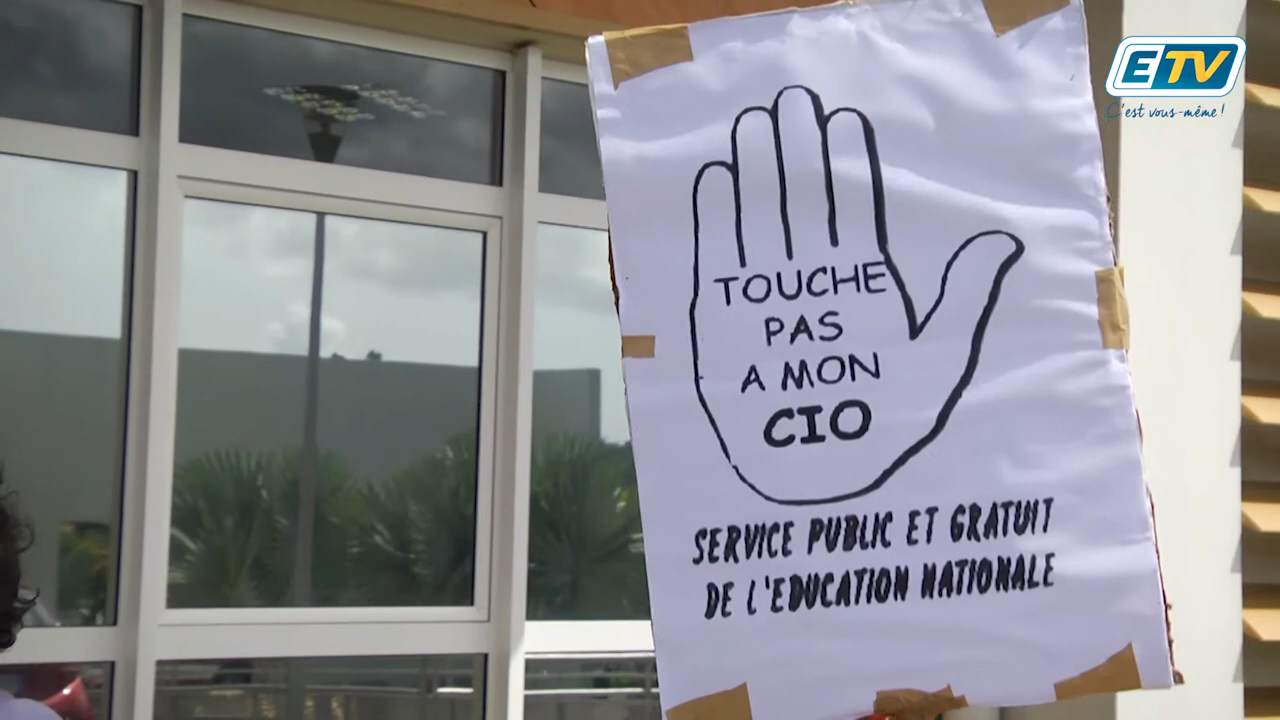 ETV
C'est vous-même !
TOUCHE
PAS
A MON
CIO
SERVICE PUBLIC ET GRATUIT
DE L'EDUCATION NATIONALE